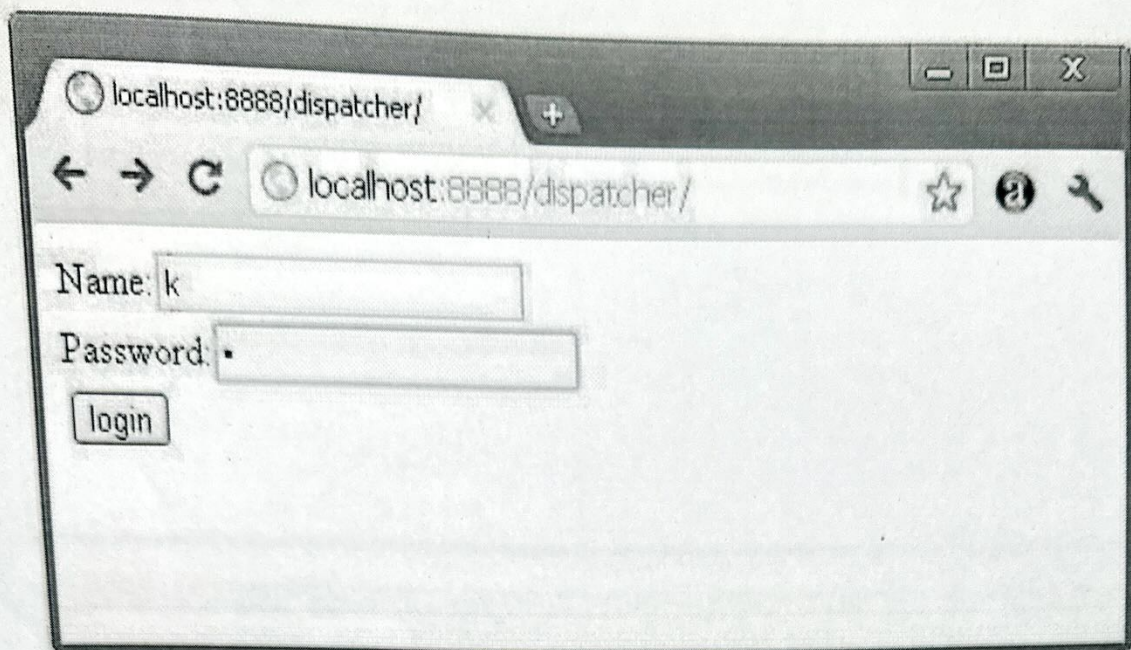 localhost:8888/dispatcher/
localhost:8888/dispatcher/ a
Name: k
Password: •
login